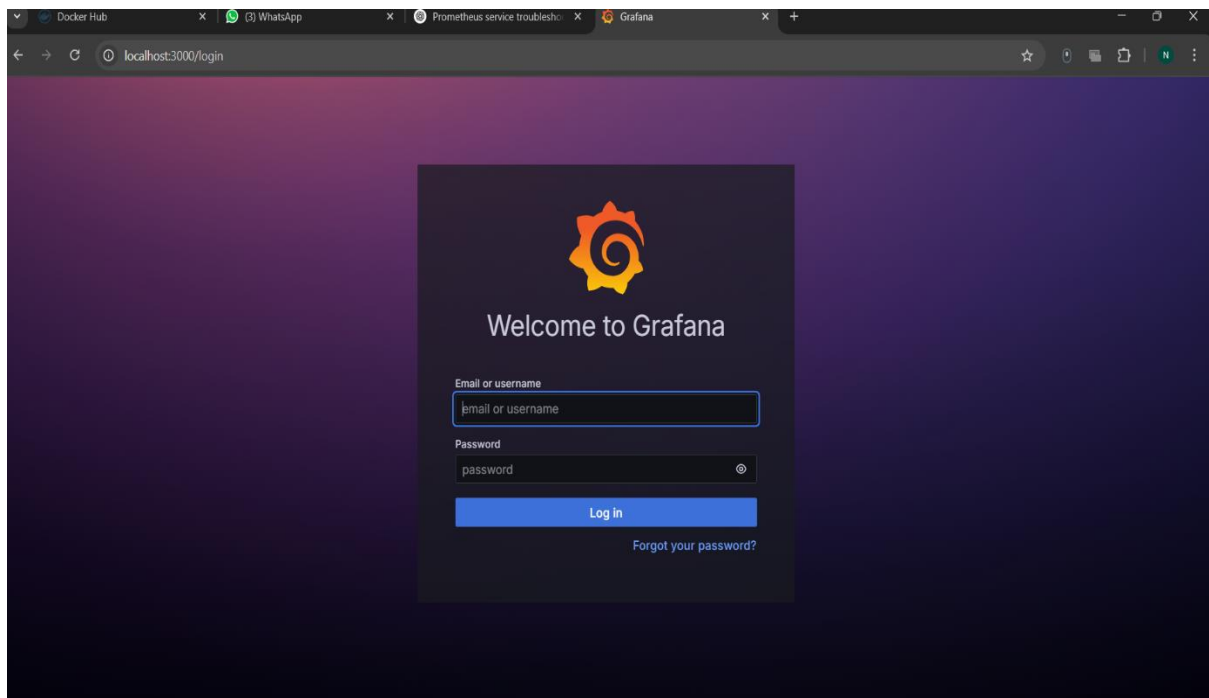 Docker Hub
(3) WhatsApp
Prometheus service troublesho
Grafana
localhost:3000/login
N
Welcome to Grafana
Email or username
email or username
Password
password
Log in
Forgot your password?